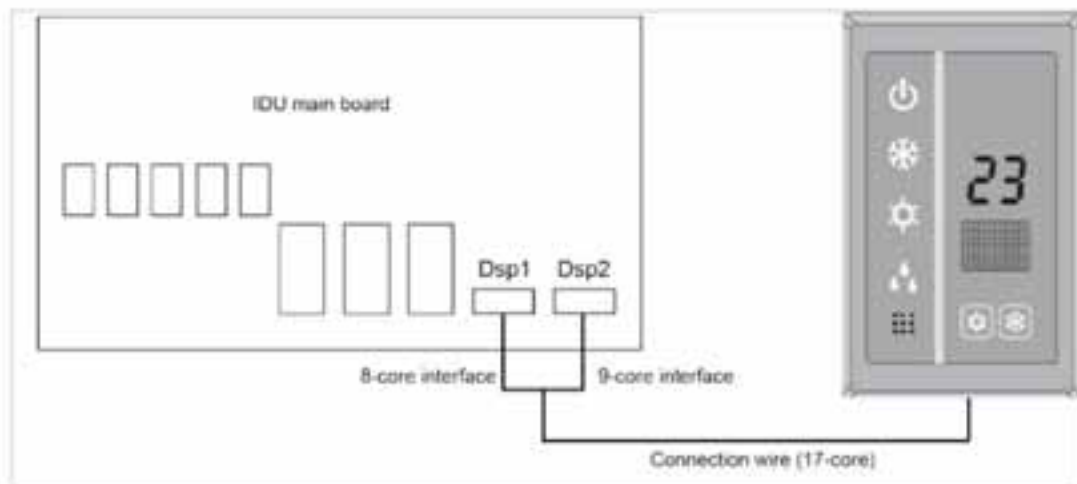 IDU main board
23
Dsp1 Dsp2
8-core interface 9-core interface
Connection wire (17-core)